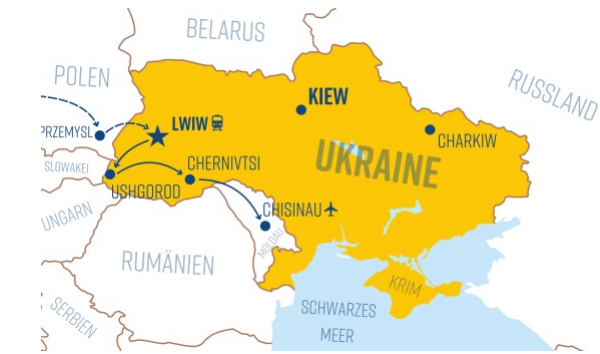 BELARUS
POLEN
RUSSLAND
KIEW
LWIW
PRZEMYSL
CHARKIW
UKRAINE
SLOWAKEI
CHERNIVTSI
USHGOROD
UNGARN
CHISINAU
MOLDAU
RUMÄNIEN
KRIM
SERBIEN
SCHWARZES
MEER